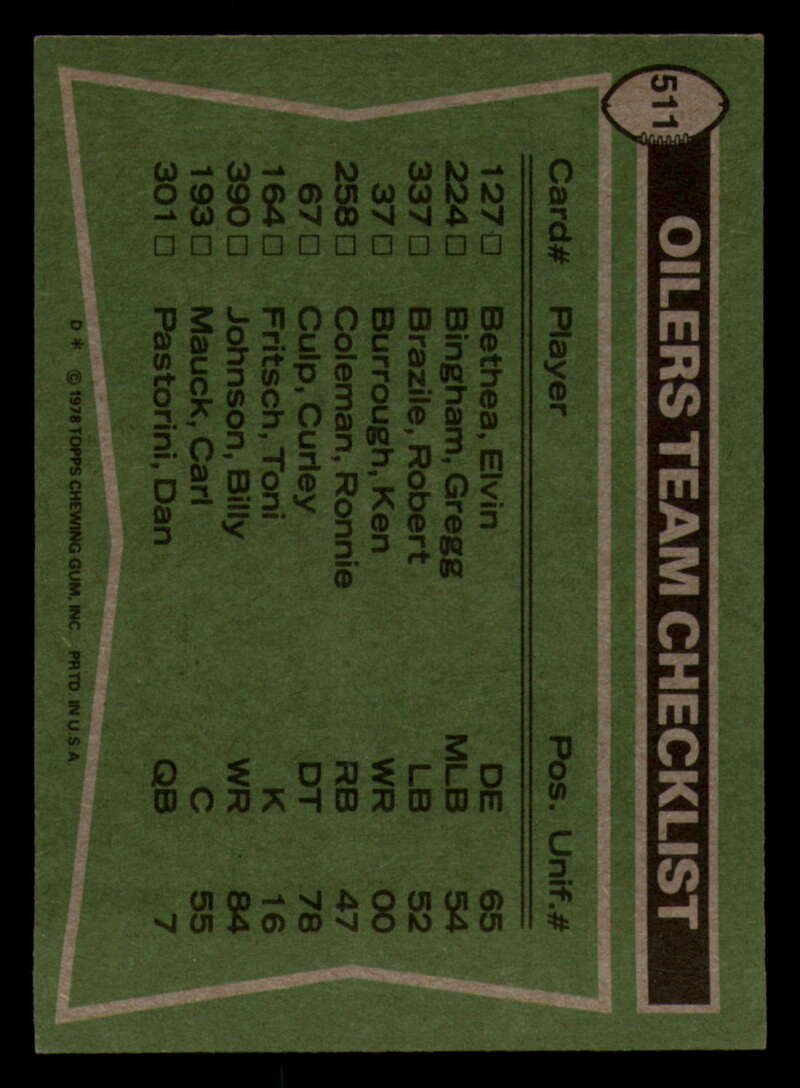 511
OILERS TEAM CHECKLIST
Card# Player Pos. Unif.#
127 □ Bethea, Elvin DE 65
224 □ Bingham, Gregg MLB 54
337 □ Brazile, Robert LB 52
37 □ Burrough, Ken WR 00
258 □ Coleman, Ronnie RB 47
67 □ Culp, Curley DT 78
164 □ Fritsch, Toni K 16
390 □ Johnson, Billy WR 84
193 □ Mauck, Carl C 55
301 □ Pastorini, Dan QB 7
D* © 1978 TOPPS CHEWING GUM, INC. PRTD. IN U.S.A.